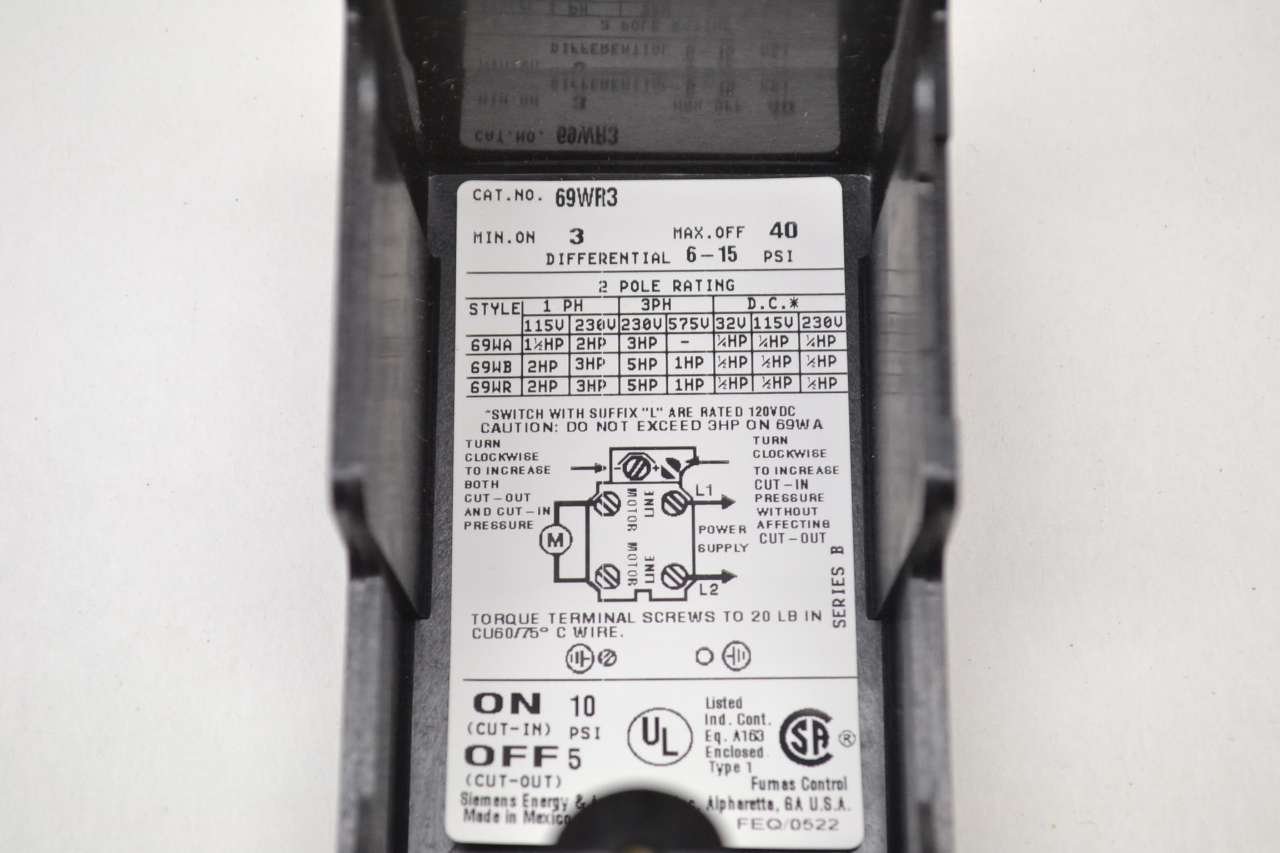 CAT.NO. 69WR3
MIN.ON 3 MAX.OFF 40
DIFFERENTIAL 6-15 PSI
2 POLE RATING
STYLE 1 PH 3PH D.C.*
115V 230V 230V 575V 32V 115V 230V
69WA 1½HP 2HP 3HP - ¼HP ¼HP ¼HP
69WB 2HP 3HP 5HP 1HP ½HP ½HP ½HP
69WR 2HP 3HP 5HP 1HP ½HP ½HP ½HP
*SWITCH WITH SUFFIX "L" ARE RATED 120VDC
CAUTION: DO NOT EXCEED 3HP ON 69WA
TURN
CLOCKWISE
TO INCREASE
BOTH
CUT-OUT
AND CUT-IN
PRESSURE
- +
MOTOR LINE L1
M
MOTOR LINE L2
POWER
SUPPLY
TURN
CLOCKWISE
TO INCREASE
CUT-IN
PRESSURE
WITHOUT
AFFECTING
CUT-OUT
SERIES B
TORQUE TERMINAL SCREWS TO 20 LB IN
CU60/75° C WIRE.
ON 10
(CUT-IN) PSI
OFF 5
(CUT-OUT)
UL
Listed
Ind. Cont.
Eq. A163
Enclosed
Type 1
SA ®
Furnas Control
Siemens Energy & Alpharetta, GA U.S.A.
Made in Mexico
FEQ/0522